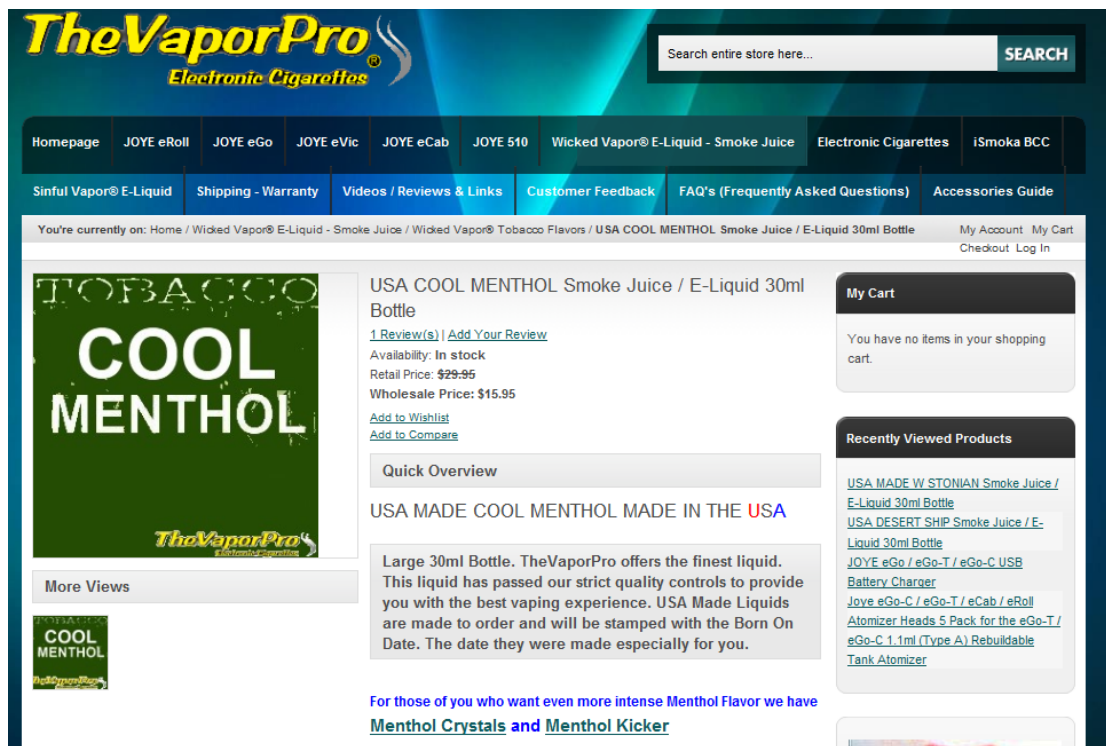 TheVaporPro®
Electronic Cigarettes
Search entire store here...
SEARCH
Homepage JOYE eRoll JOYE eGo JOYE eVic JOYE eCab JOYE 510 Wicked Vapor® E-Liquid - Smoke Juice Electronic Cigarettes iSmoka BCC
Sinful Vapor® E-Liquid Shipping - Warranty Videos / Reviews & Links Customer Feedback FAQ's (Frequently Asked Questions) Accessories Guide
You're currently on: Home / Wicked Vapor® E-Liquid - Smoke Juice / Wicked Vapor® Tobacco Flavors / USA COOL MENTHOL Smoke Juice / E-Liquid 30ml Bottle
My Account My Cart
Checkout Log In
TOBACCO
COOL
MENTHOL
TheVaporPro
Electronic Cigarettes
More Views
TOBACCO
COOL
MENTHOL
TheVaporPro
USA COOL MENTHOL Smoke Juice / E-Liquid 30ml
Bottle
1 Review(s) | Add Your Review
Availability: In stock
Retail Price: $29.95
Wholesale Price: $15.95
Add to Wishlist
Add to Compare
Quick Overview
USA MADE COOL MENTHOL MADE IN THE USA
Large 30ml Bottle. TheVaporPro offers the finest liquid.
This liquid has passed our strict quality controls to provide
you with the best vaping experience. USA Made Liquids
are made to order and will be stamped with the Born On
Date. The date they were made especially for you.
For those of you who want even more intense Menthol Flavor we have
Menthol Crystals and Menthol Kicker
My Cart
You have no items in your shopping
cart.
Recently Viewed Products
USA MADE W STONIAN Smoke Juice /
E-Liquid 30ml Bottle
USA DESERT SHIP Smoke Juice / E-
Liquid 30ml Bottle
JOYE eGo / eGo-T / eGo-C USB
Battery Charger
Joye eGo-C / eGo-T / eCab / eRoll
Atomizer Heads 5 Pack for the eGo-T /
eGo-C 1.1ml (Type A) Rebuildable
Tank Atomizer